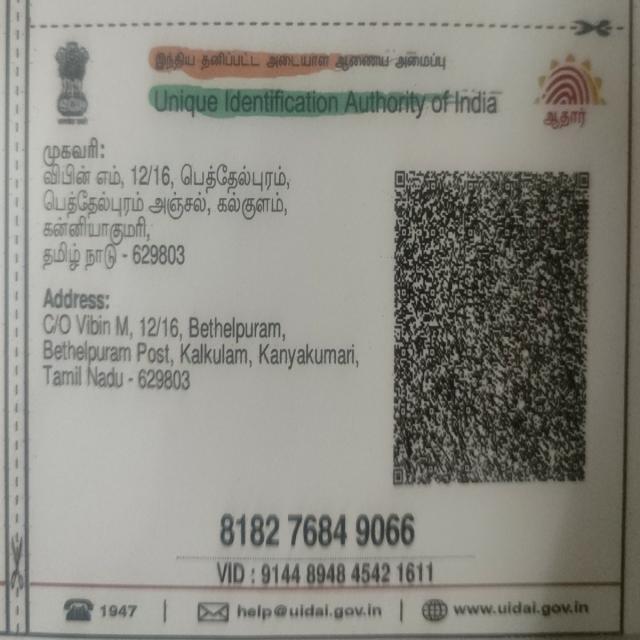 இந்திய தனிப்பட்ட அடையாள ஆணைய அமைப்பு
Unique Identification Authority of India
ஆதார்
முகவரி:
விபின் எம், 12/16, பெத்தேல்புரம்,
பெத்தேல்புரம் அஞ்சல், கல்குளம்,
கன்னியாகுமரி,
தமிழ் நாடு - 629803
Address:
C/O Vibin M, 12/16, Bethelpuram,
Bethelpuram Post, Kalkulam, Kanyakumari,
Tamil Nadu - 629803
8182 7684 9066
VID : 9144 8948 4542 1611
1947 | help@uidai.gov.in | www.uidai.gov.in